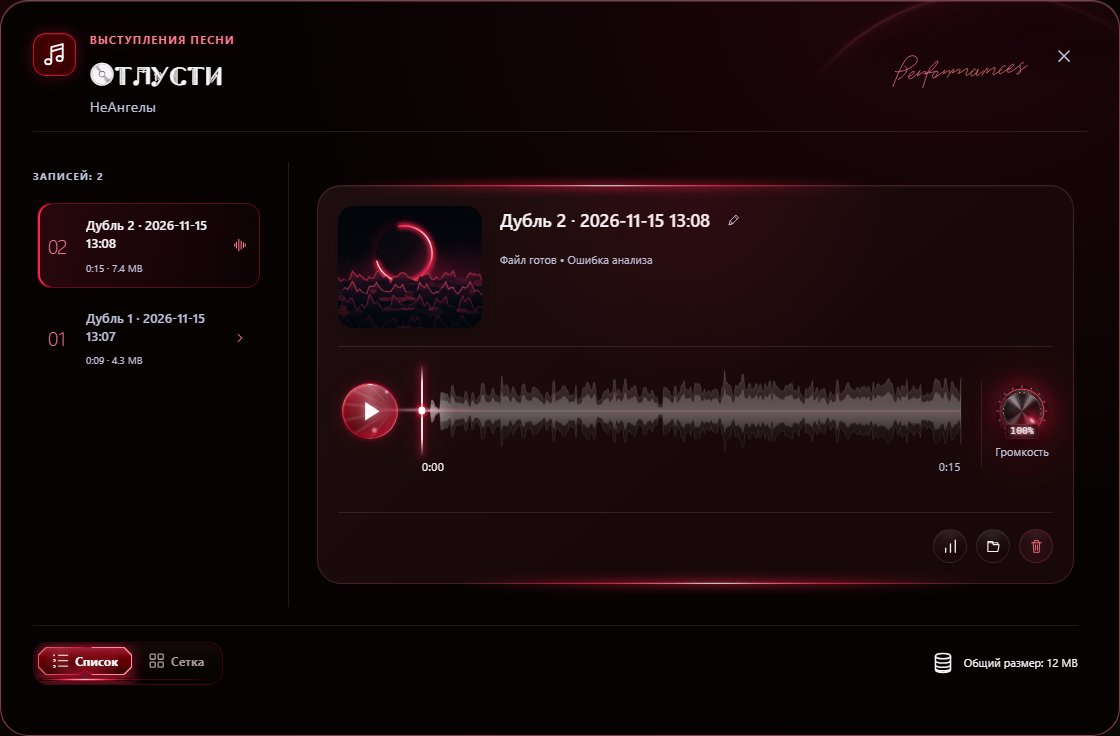 ВЫСТУПЛЕНИЯ ПЕСНИ
ОТПУСТИ
НеАнгелы
Performances
ЗАПИСЕЙ: 2
02
Дубль 2 · 2026-11-15
13:08
0:15 · 7.4 MB
01
Дубль 1 · 2026-11-15
13:07
0:09 · 4.3 MB
Дубль 2 · 2026-11-15 13:08
Файл готов • Ошибка анализа
100%
Громкость
0:00
0:15
Список
Сетка
Общий размер: 12 MB